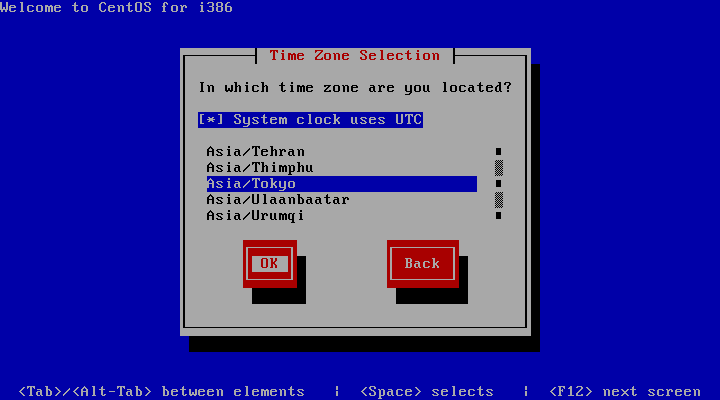 Welcome to CentOS for i386
Time Zone Selection
In which time zone are you located?
[*] System clock uses UTC
Asia/Tehran
Asia/Thimphu
Asia/Tokyo
Asia/Ulaanbaatar
Asia/Urumqi
OK Back
<Tab>/<Alt-Tab> between elements | <Space> selects | <F12> next screen